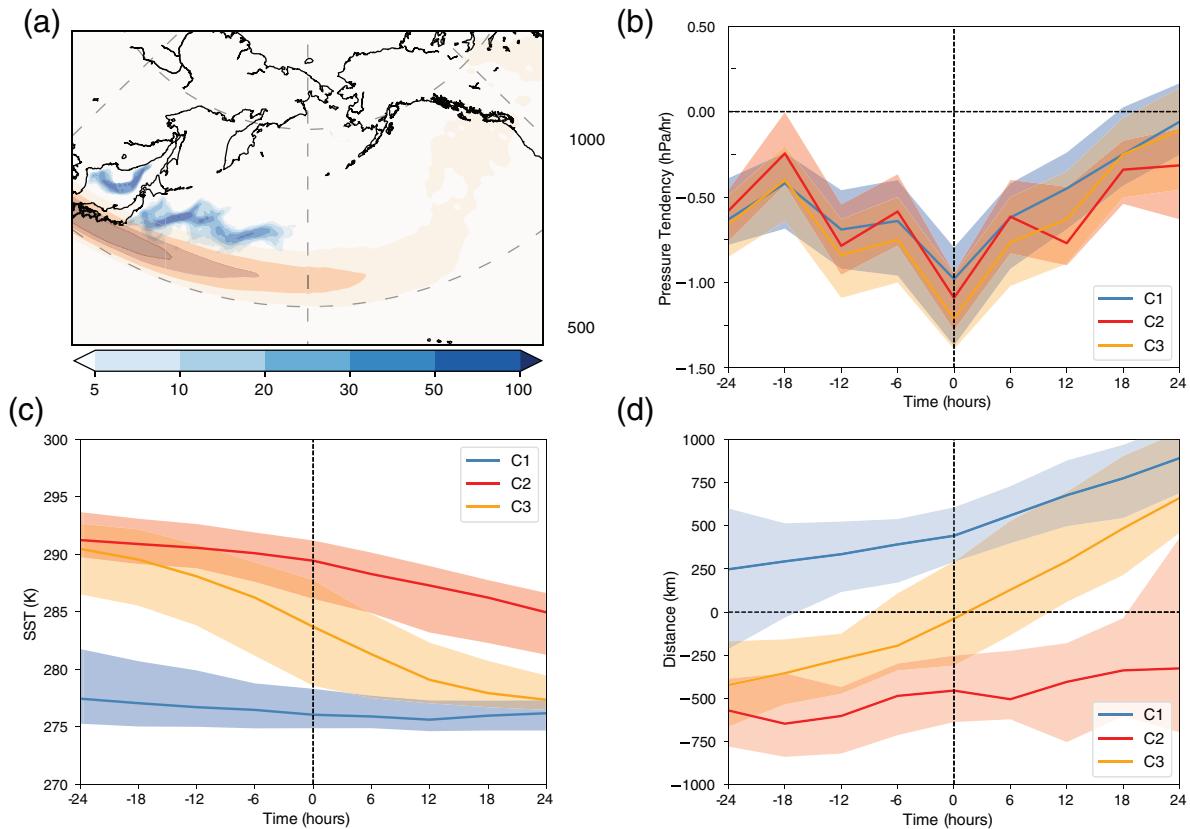 (a)
1000
500
5 10 20 30 50 100
(b)
0.50
0.00
−0.50
−1.00
−1.50
Pressure Tendency (hPa/hr)
C1
C2
C3
-24 -18 -12 -6 0 6 12 18 24
Time (hours)
(c)
300
295
290
285
280
275
270
SST (K)
C1
C2
C3
-24 -18 -12 -6 0 6 12 18 24
Time (hours)
(d)
1000
750
500
250
0
−250
−500
−750
−1000
Distance (km)
C1
C2
C3
-24 -18 -12 -6 0 6 12 18 24
Time (hours)